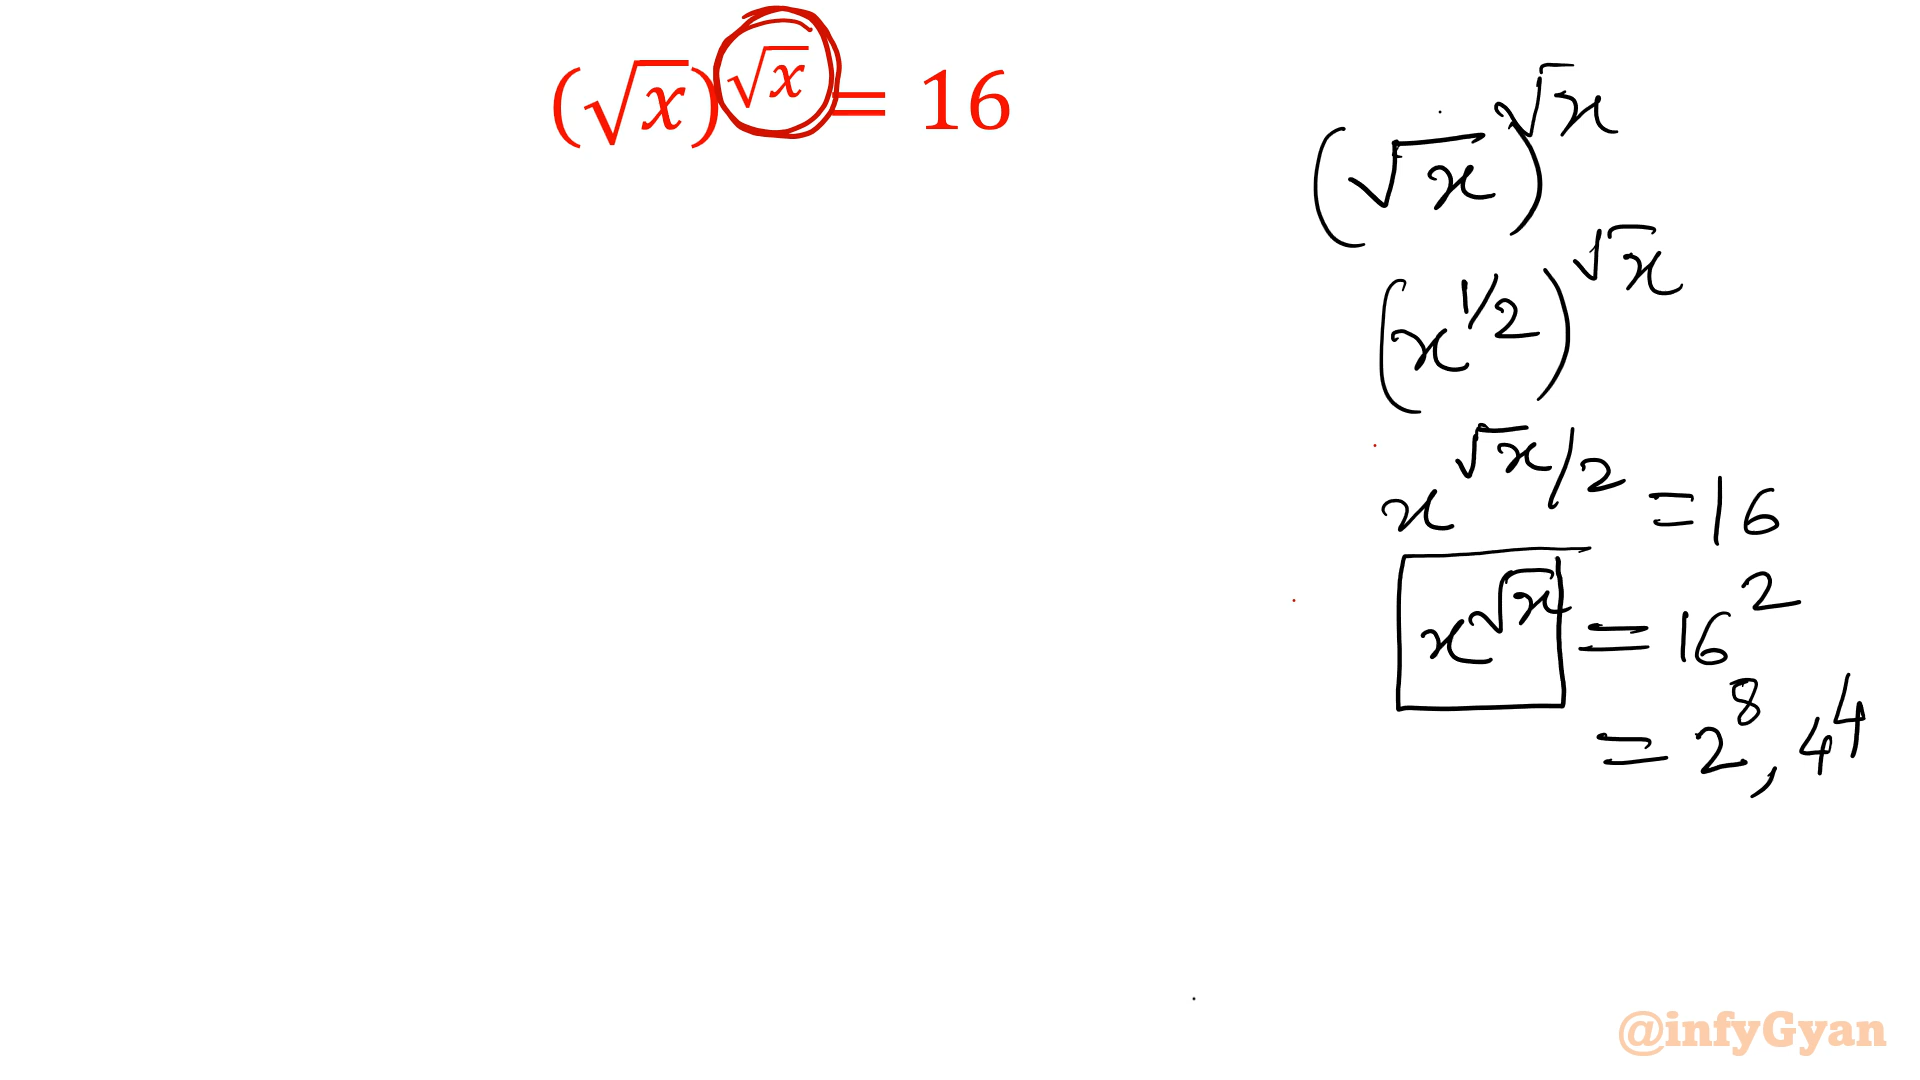 (√x)^√x = 16
(√x)^√x
(x^1/2)^√x
x^√x/2 = 16
x^√x = 16^2
= 2^8, 4^4
@infyGyan